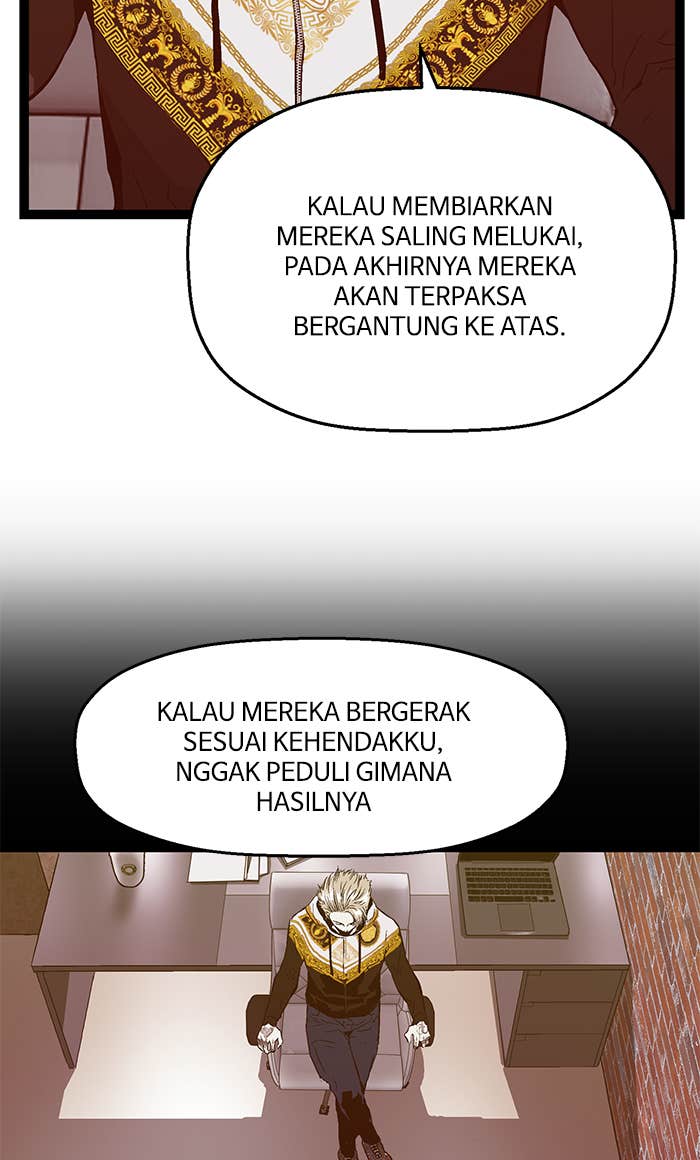 KALAU MEMBIARKAN
MEREKA SALING MELUKAI,
PADA AKHIRNYA MEREKA
AKAN TERPAKSA
BERGANTUNG KE ATAS.
KALAU MEREKA BERGERAK
SESUAI KEHENDAKKU,
NGGAK PEDULI GIMANA
HASILNYA